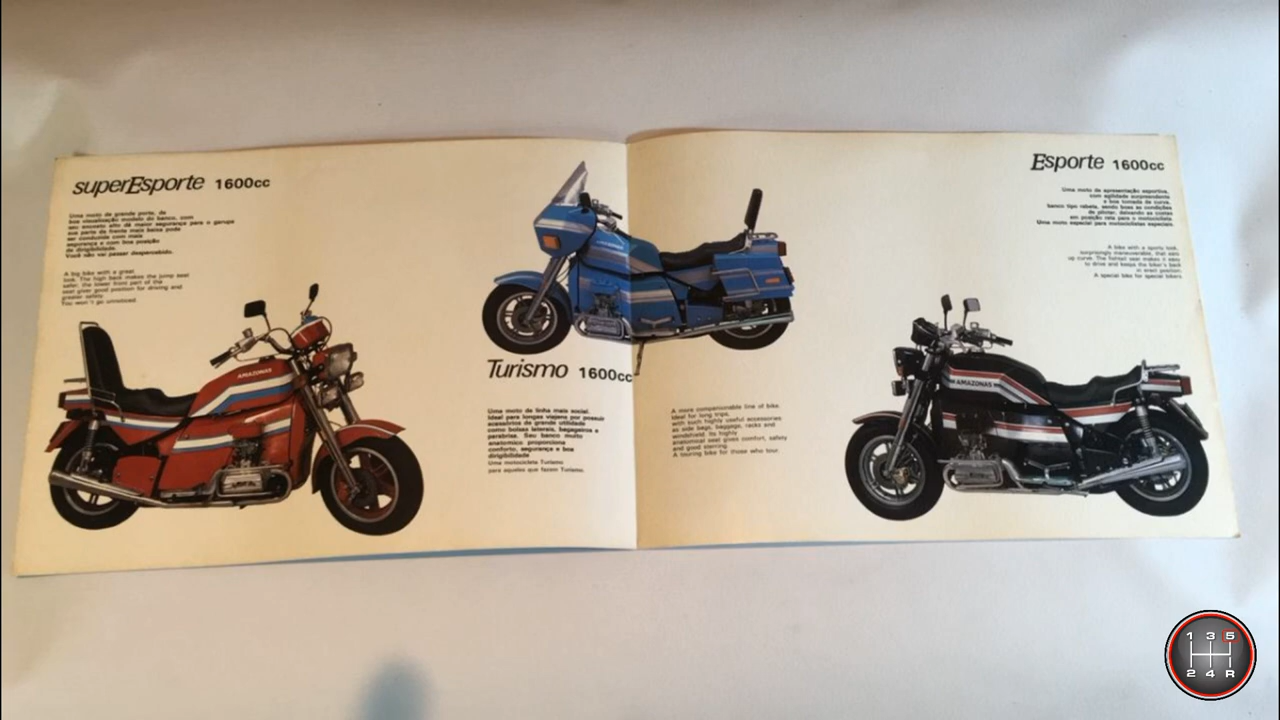 superEsporte 1600cc
Uma moto de grande porte, de
boa visualização modelo do banco, com
seu encosto alto dá maior segurança para o garupa
sua parte da frente mais baixa pode
ser conduzida com mais
segurança e com boa posição
de dirigibilidade.
Você não vai passar despercebido.
A big bike with a great
look. The high back makes the jump seat
safer, the lower front part of the
seat giver good position for driving and
greater safety.
You won't go unnoticed.
AMAZONAS
AMAZONAS
Turismo 1600cc
Uma moto de linha mais social.
Ideal para longas viajens por possuir
acessórios de grande utilidade
como bolsas laterais, bagageiros e
parabrisa. Seu banco muito
anatomico proporciona
conforto, segurança e boa
dirigibilidade
Uma motocicleta Turismo
para aqueles que fazem Turismo.
A more companionable line of bike.
Ideal for long trips,
with such highly useful accessories
as side bags, baggage, racks and
windshield. Its highly
anatomical seat gives comfort, safety
and good sterring.
A touring bike for those who tour.
Esporte 1600cc
Uma moto de apresentação esportiva,
com agilidade surpreendente
e boa tomada de curva,
banco tipo rabeta, sendo boas as condições
de pilotar, deixando as costas
em posição reta para o motociclista.
Uma moto especial para motociclistas especiais.
A bike with a sports look,
surprisingly maneuverable, that eats
up curve. The fishtail seat makes it easy
to drive and keeps the biker's back
in erect position.
A special bike for special bikers
AMAZONAS
1 3 5
2 4 R